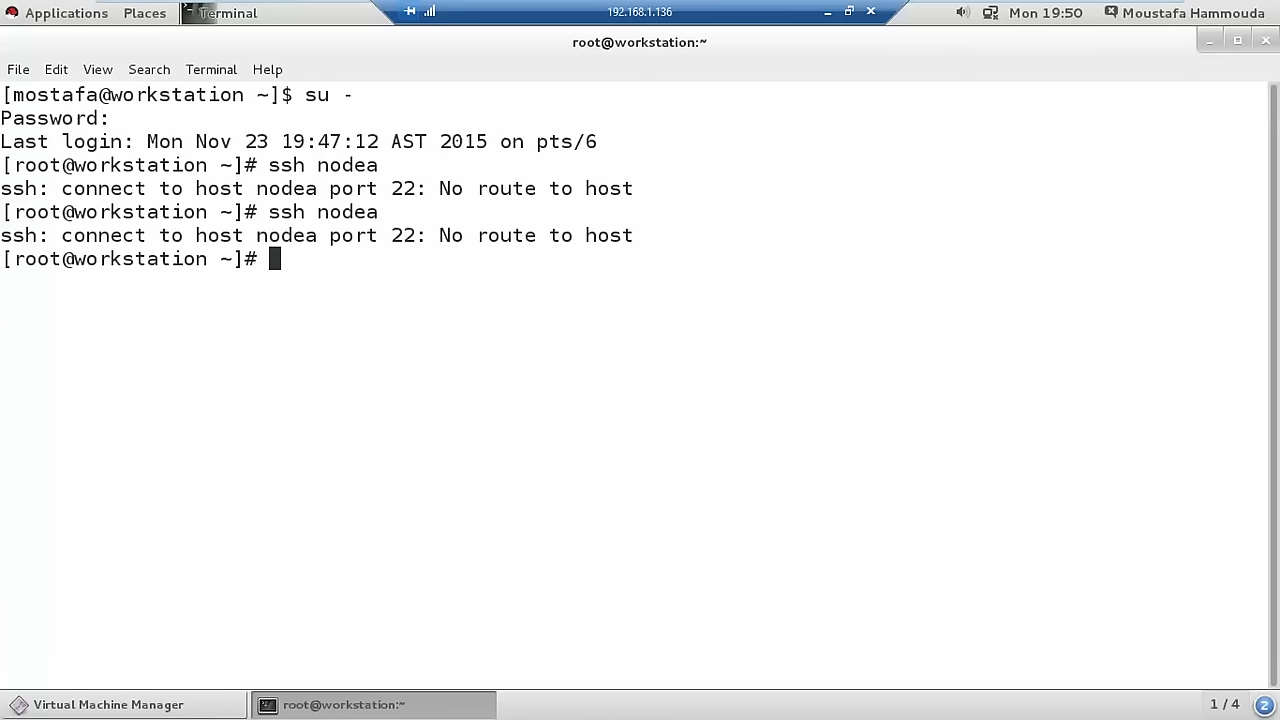 Applications Places Terminal 192.168.1.136 Mon 19:50 Moustafa Hammouda
root@workstation:~
File Edit View Search Terminal Help
[mostafa@workstation ~]$ su -
Password:
Last login: Mon Nov 23 19:47:12 AST 2015 on pts/6
[root@workstation ~]# ssh nodea
ssh: connect to host nodea port 22: No route to host
[root@workstation ~]# ssh nodea
ssh: connect to host nodea port 22: No route to host
[root@workstation ~]#
Virtual Machine Manager root@workstation:~ 1 / 4 2